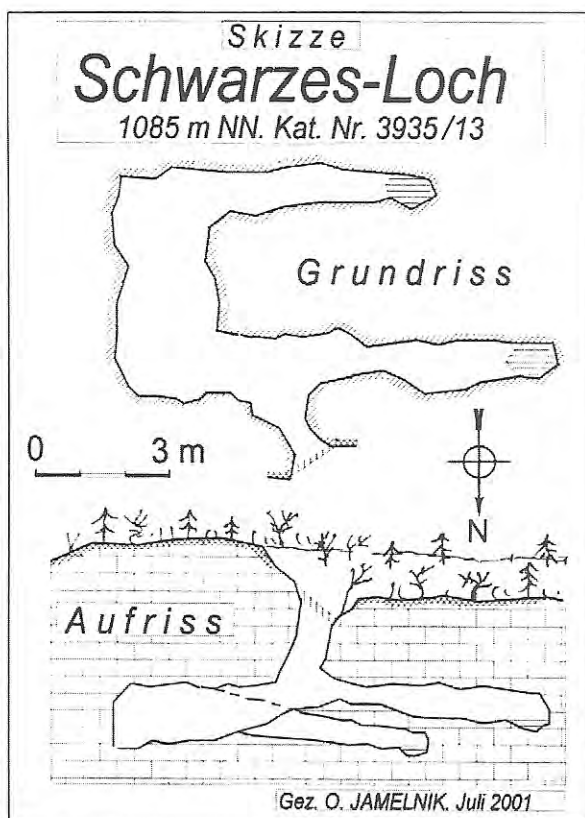 Skizze
Schwarzes-Loch
1085 m NN. Kat. Nr. 3935/13
Grundriss
0 3 m
N
Aufriss
Gez. O. JAMELNIK. Juli 2001